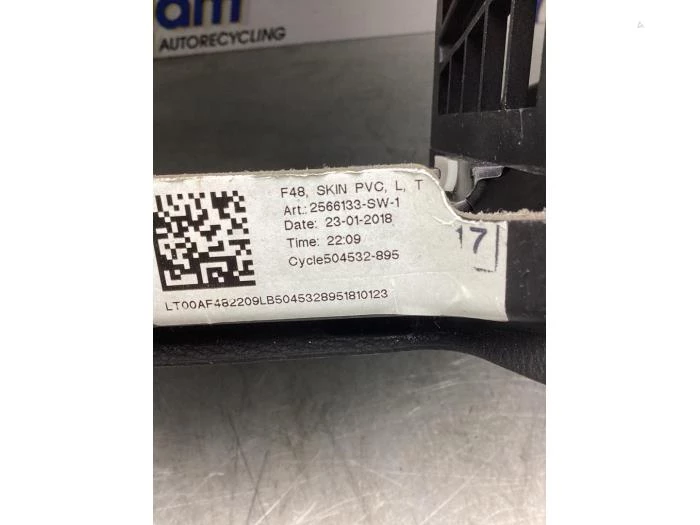 am
AUTORECYCLING
F48, SKIN PVC, L, T
Art.: 2566133-SW-1
Date: 23-01-2018
Time: 22:09
Cycle504532-895
17
LT00AF482209LB5045328951810123